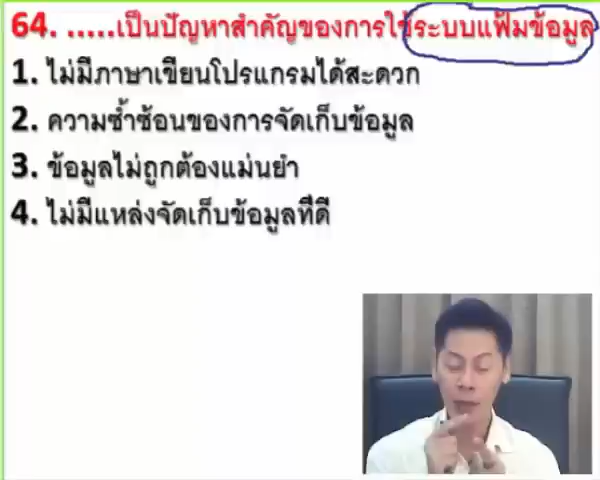 64. .....เป็นปัญหาสำคัญของการใช้ระบบแฟ้มข้อมูล
1. ไม่มีภาษาเขียนโปรแกรมได้สะดวก
2. ความซ้ำซ้อนของการจัดเก็บข้อมูล
3. ข้อมูลไม่ถูกต้องแม่นยำ
4. ไม่มีแหล่งจัดเก็บข้อมูลที่ดี